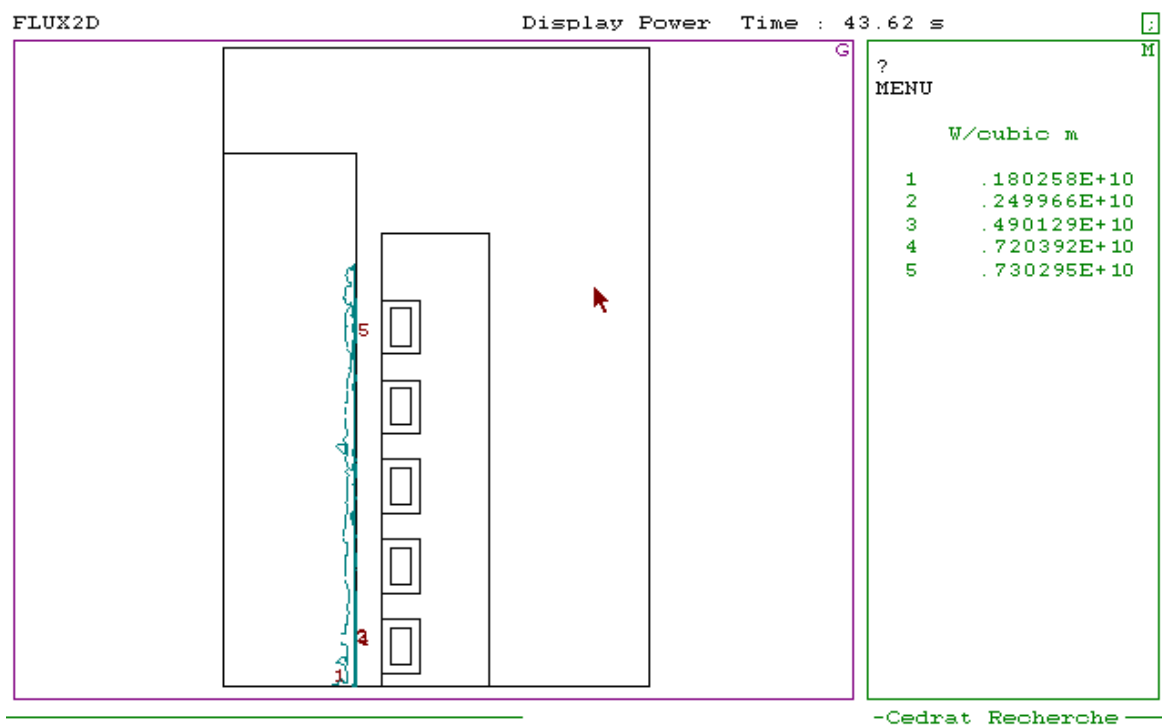 FLUX2D Display Power Time : 43.62 s ;
G M
?
MENU
W/cubic m
1 .180258E+10
2 .249966E+10
3 .490129E+10
4 .720392E+10
5 .730295E+10
5
1
-Cedrat Recherche